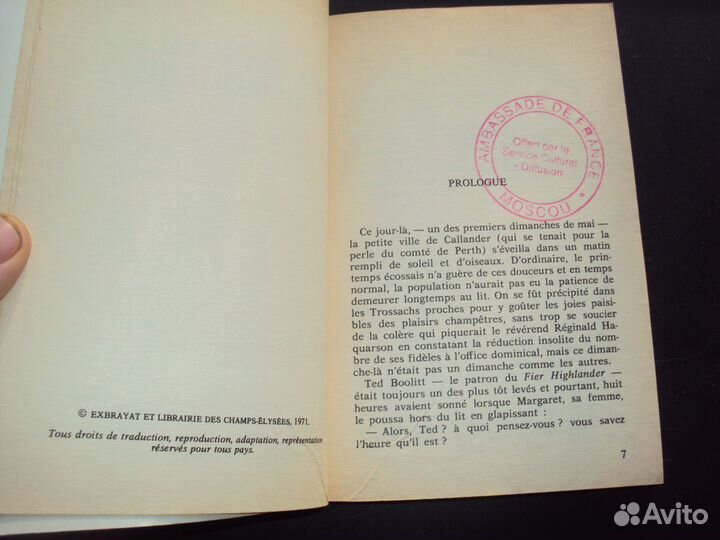 © EXBRAYAT ET LIBRAIRIE DES CHAMPS-ÉLYSÉES, 1971.
Tous droits de traduction, reproduction, adaptation, représentation
réservés pour tous pays.
AMBASSADE DE FRANCE
Offert par le
Service Culturel
- Diffusion
* MOSCOU *
PROLOGUE
Ce jour-là, — un des premiers dimanches de mai —
la petite ville de Callander (qui se tenait pour la
perle du comté de Perth) s'éveilla dans un matin
rempli de soleil et d'oiseaux. D'ordinaire, le prin-
temps écossais n'a guère de ces douceurs et en temps
normal, la population n'aurait pas eu la patience de
demeurer longtemps au lit. On se fût précipité dans
les Trossachs proches pour y goûter les joies paisi-
bles des plaisirs champêtres, sans trop se soucier
de la colère qui piquerait le révérend Réginald Ha-
quarson en constatant la réduction insolite du nom-
bre de ses fidèles à l'office dominical, mais ce diman-
che-là n'était pas un dimanche comme les autres.
Ted Boolitt — le patron du Fier Highlander —
était toujours un des plus tôt levés et pourtant, huit
heures avaient sonné lorsque Margaret, sa femme,
le poussa hors du lit en glapissant :
— Alors, Ted ? à quoi pensez-vous ? vous savez
l'heure qu'il est ?
7
Avito